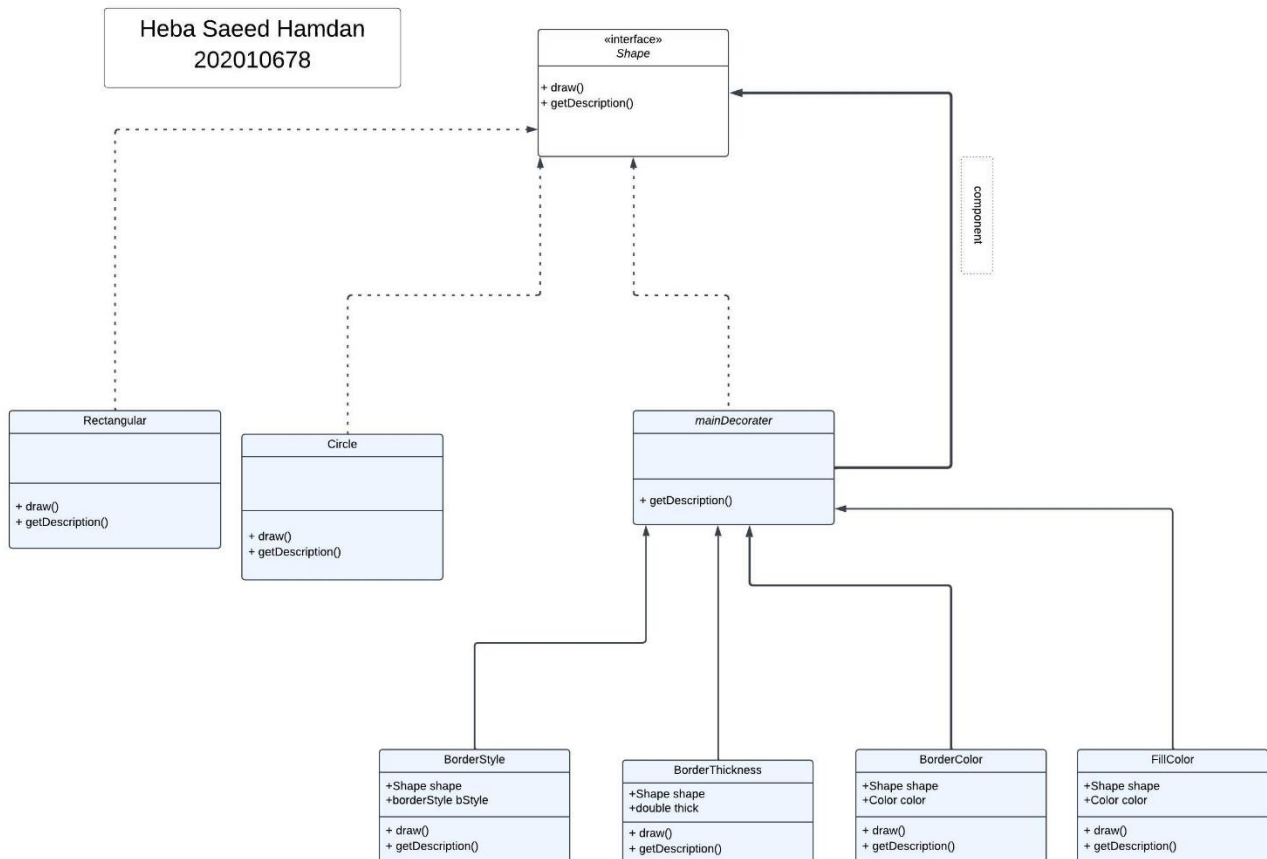 Heba Saeed Hamdan
202010678
«interface»
Shape
+ draw()
+ getDescription()
component
Rectangular
+ draw()
+ getDescription()
Circle
+ draw()
+ getDescription()
mainDecorater
+ getDescription()
BorderStyle
+Shape shape
+borderStyle bStyle
+ draw()
+ getDescription()
BorderThickness
+Shape shape
+double thick
+ draw()
+ getDescription()
BorderColor
+Shape shape
+Color color
+ draw()
+ getDescription()
FillColor
+Shape shape
+Color color
+ draw()
+ getDescription()